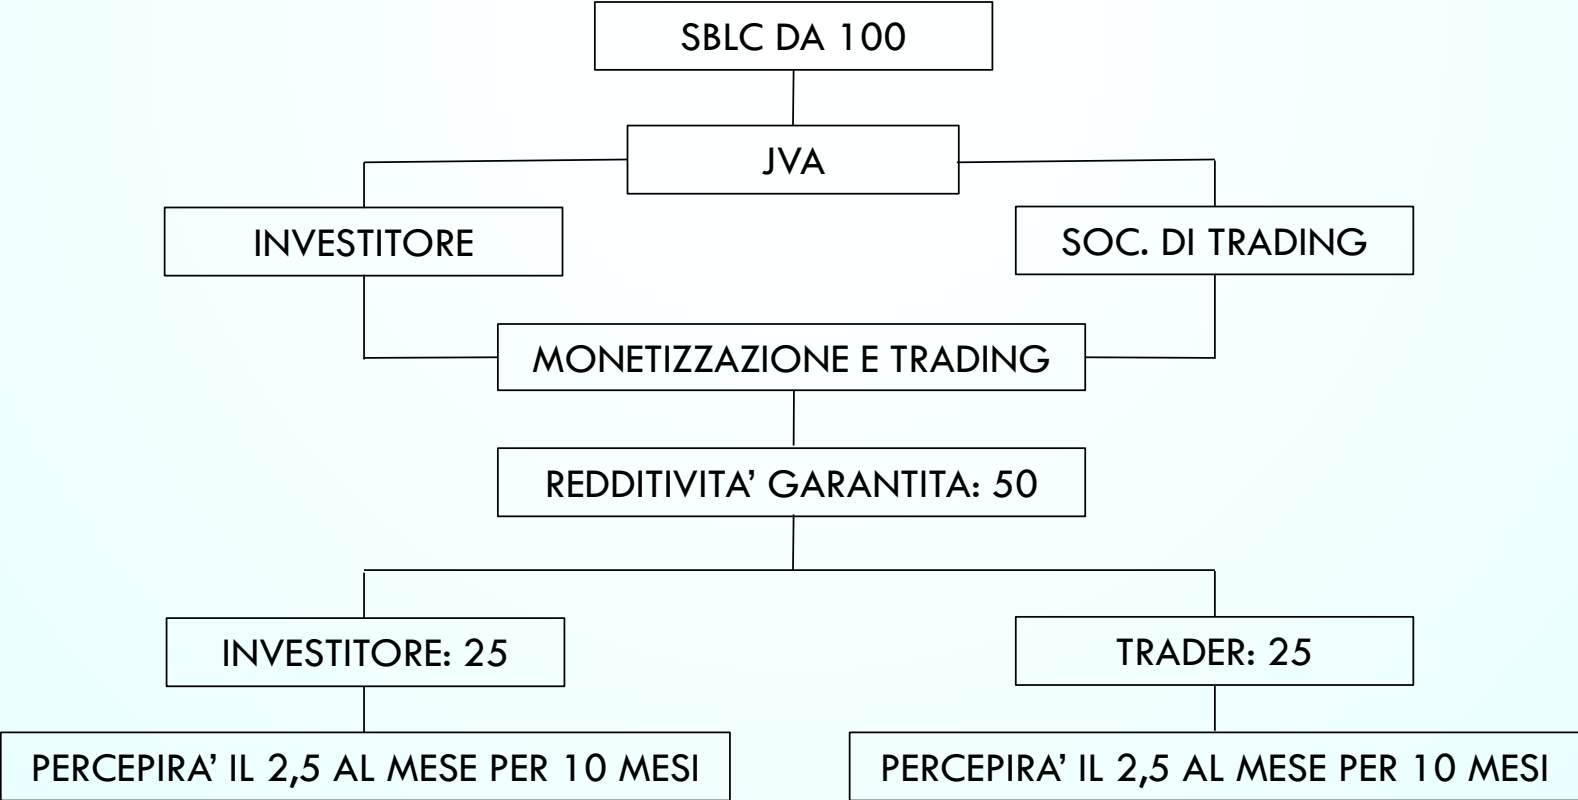 SBLC DA 100
JVA
INVESTITORE
SOC. DI TRADING
MONETIZZAZIONE E TRADING
REDDITIVITA’ GARANTITA: 50
INVESTITORE: 25
TRADER: 25
PERCEPIRA’ IL 2,5 AL MESE PER 10 MESI
PERCEPIRA’ IL 2,5 AL MESE PER 10 MESI